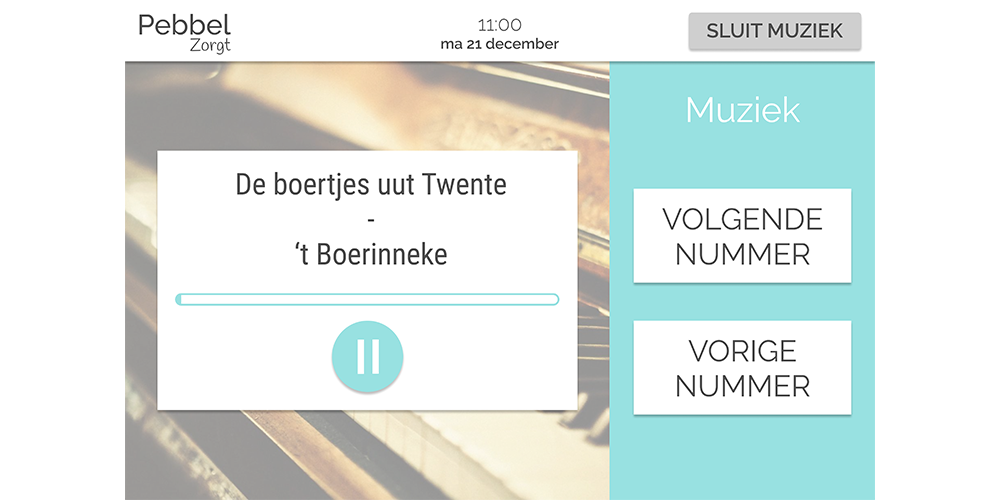 Pebbel
Zorgt
11:00
ma 21 december
SLUIT MUZIEK
De boertjes uut Twente
-
‘t Boerinneke
Muziek
VOLGENDE
NUMMER
VORIGE
NUMMER